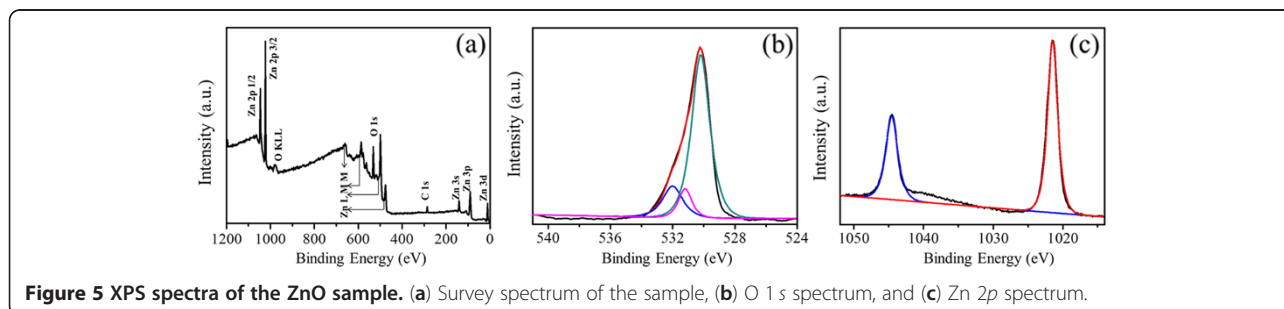 (a)
Intensity (a.u.)
Zn 2p 1/2
Zn 2p 3/2
O KLL
Zn LMM
O 1s
C 1s
Zn 3s
Zn 3p
Zn 3d
1200 1000 800 600 400 200 0
Binding Energy (eV)
(b)
Intensity (a.u.)
540 536 532 528 524
Binding Energy (eV)
(c)
Intensity (a.u.)
1050 1040 1030 1020
Binding Energy (eV)
Figure 5 XPS spectra of the ZnO sample. (a) Survey spectrum of the sample, (b) O 1s spectrum, and (c) Zn 2p spectrum.